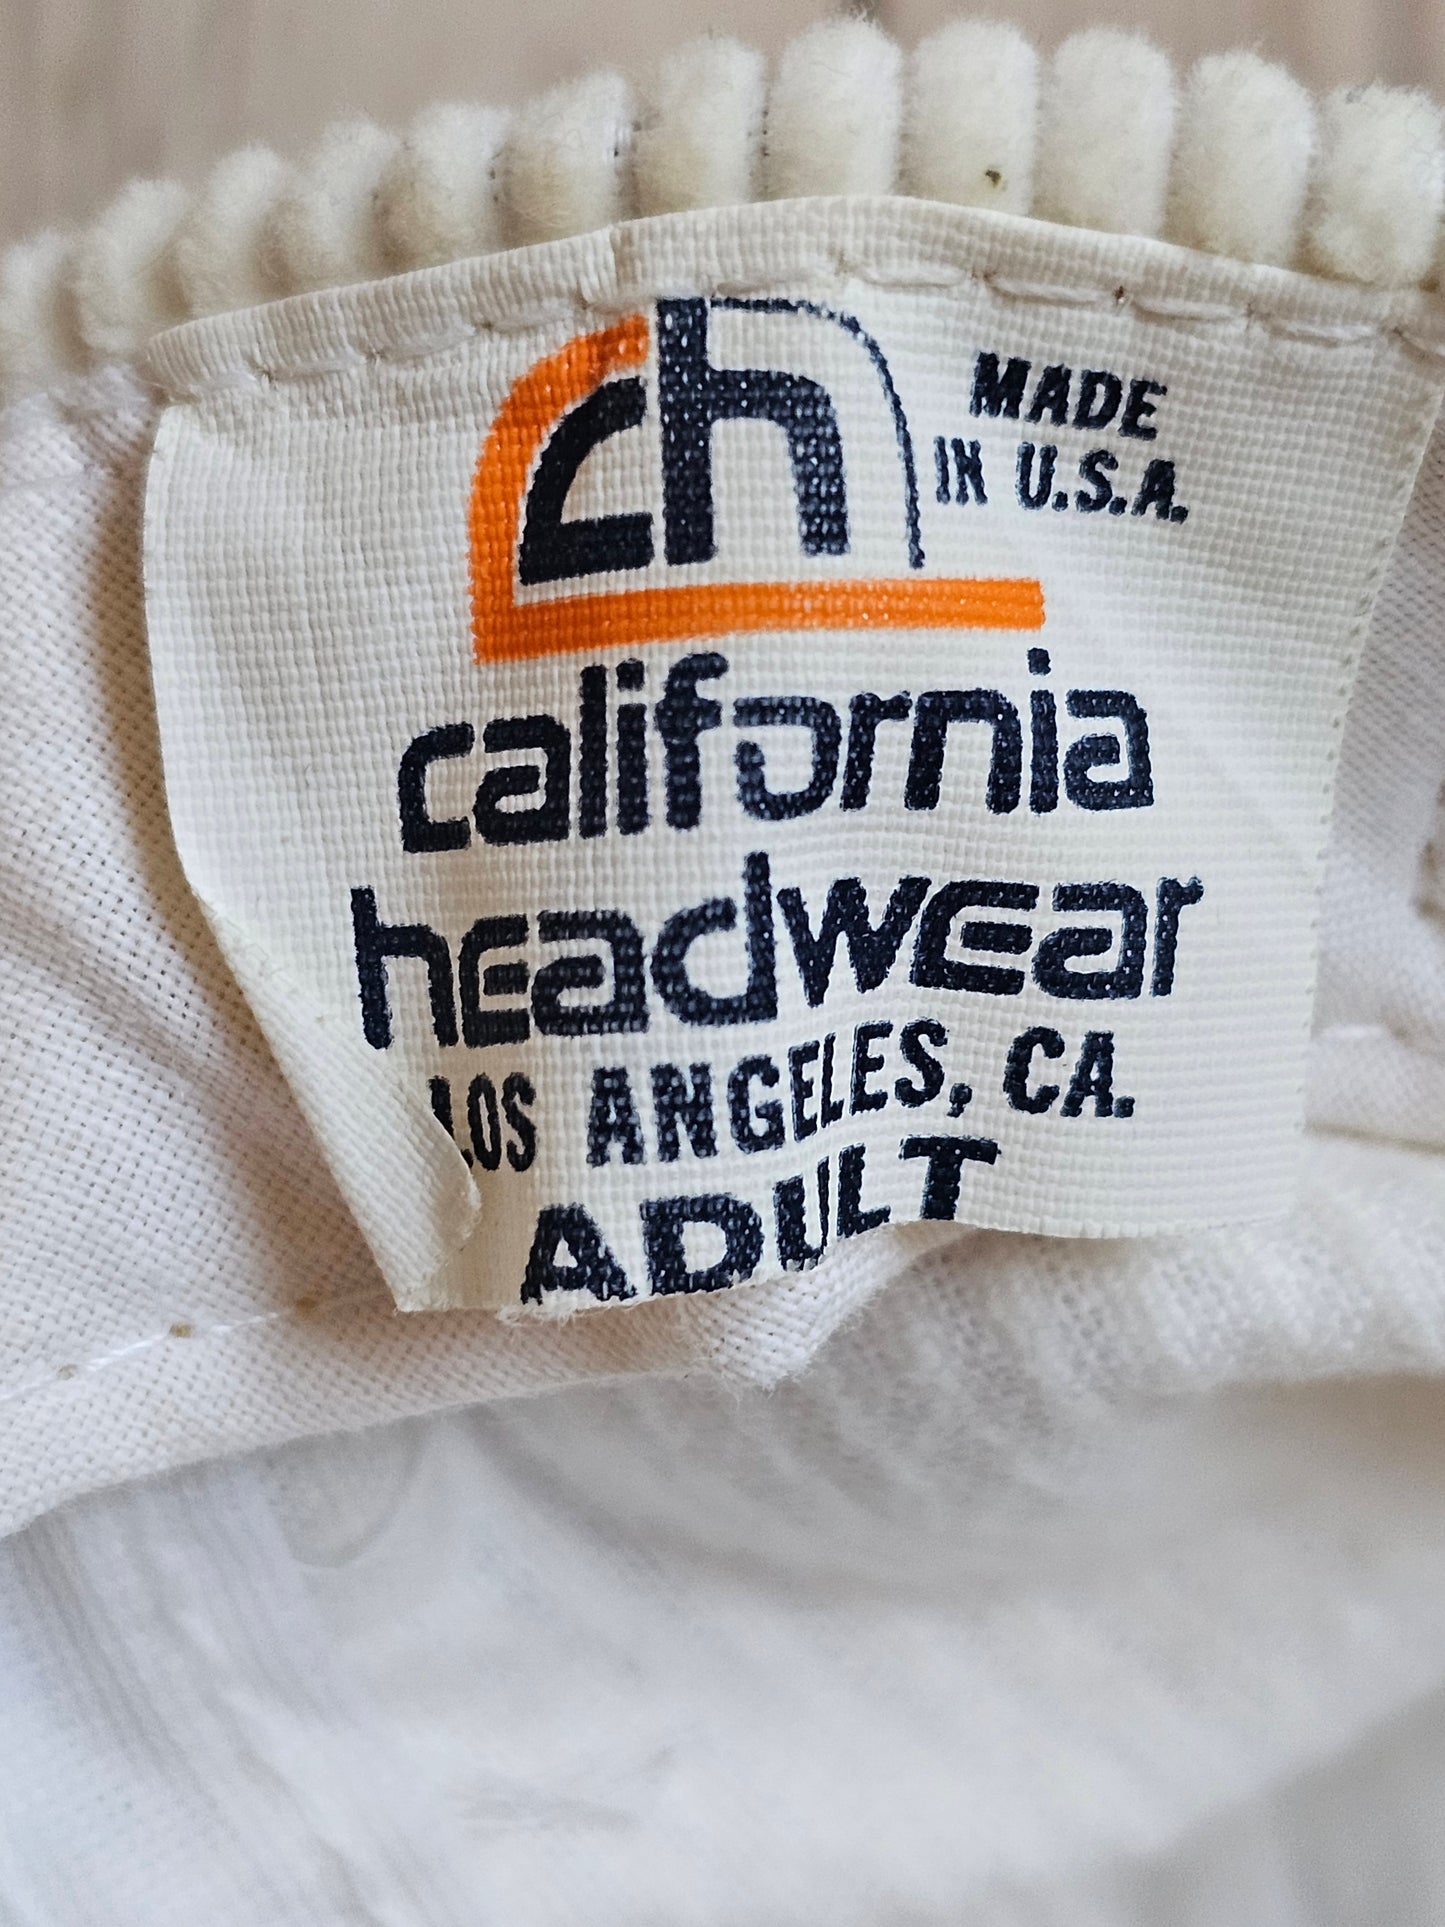 ch
MADE
IN U.S.A.
california
headwear
LOS ANGELES, CA.
ADULT